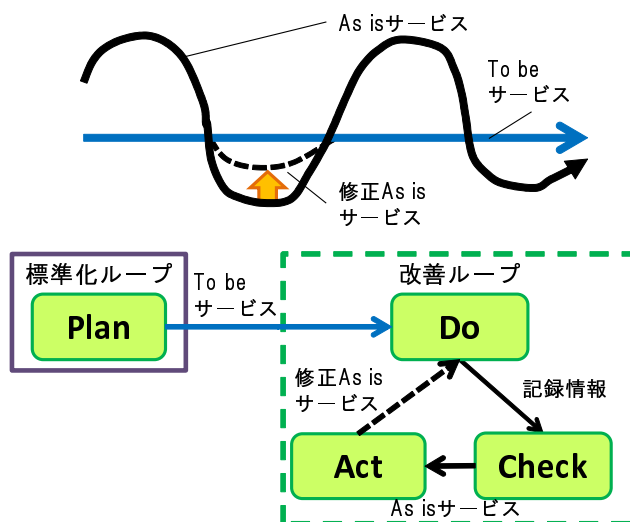 As isサービス
To be
サービス
修正As is
サービス
標準化ループ
Plan
To be
サービス
改善ループ
Do
修正As is
サービス
記録情報
Act
Check
As isサービス